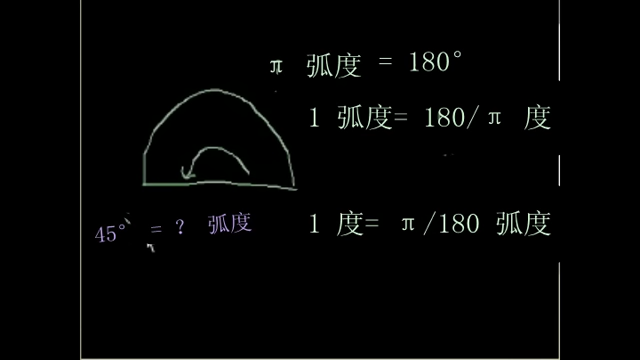 π 弧度 = 180°
1 弧度= 180/π 度
45° = ? 弧度
1 度= π/180 弧度